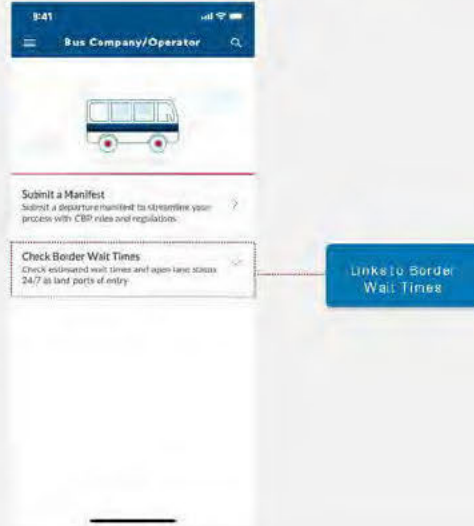 9:41
Bus Company/Operator
Submit a Manifest
Submit a departure manifest to streamline your
process with CBP rules and regulations
Check Border Wait Times
Check estimated wait times and open lane status
24/7 at land ports of entry
Links to Border
Wait Times